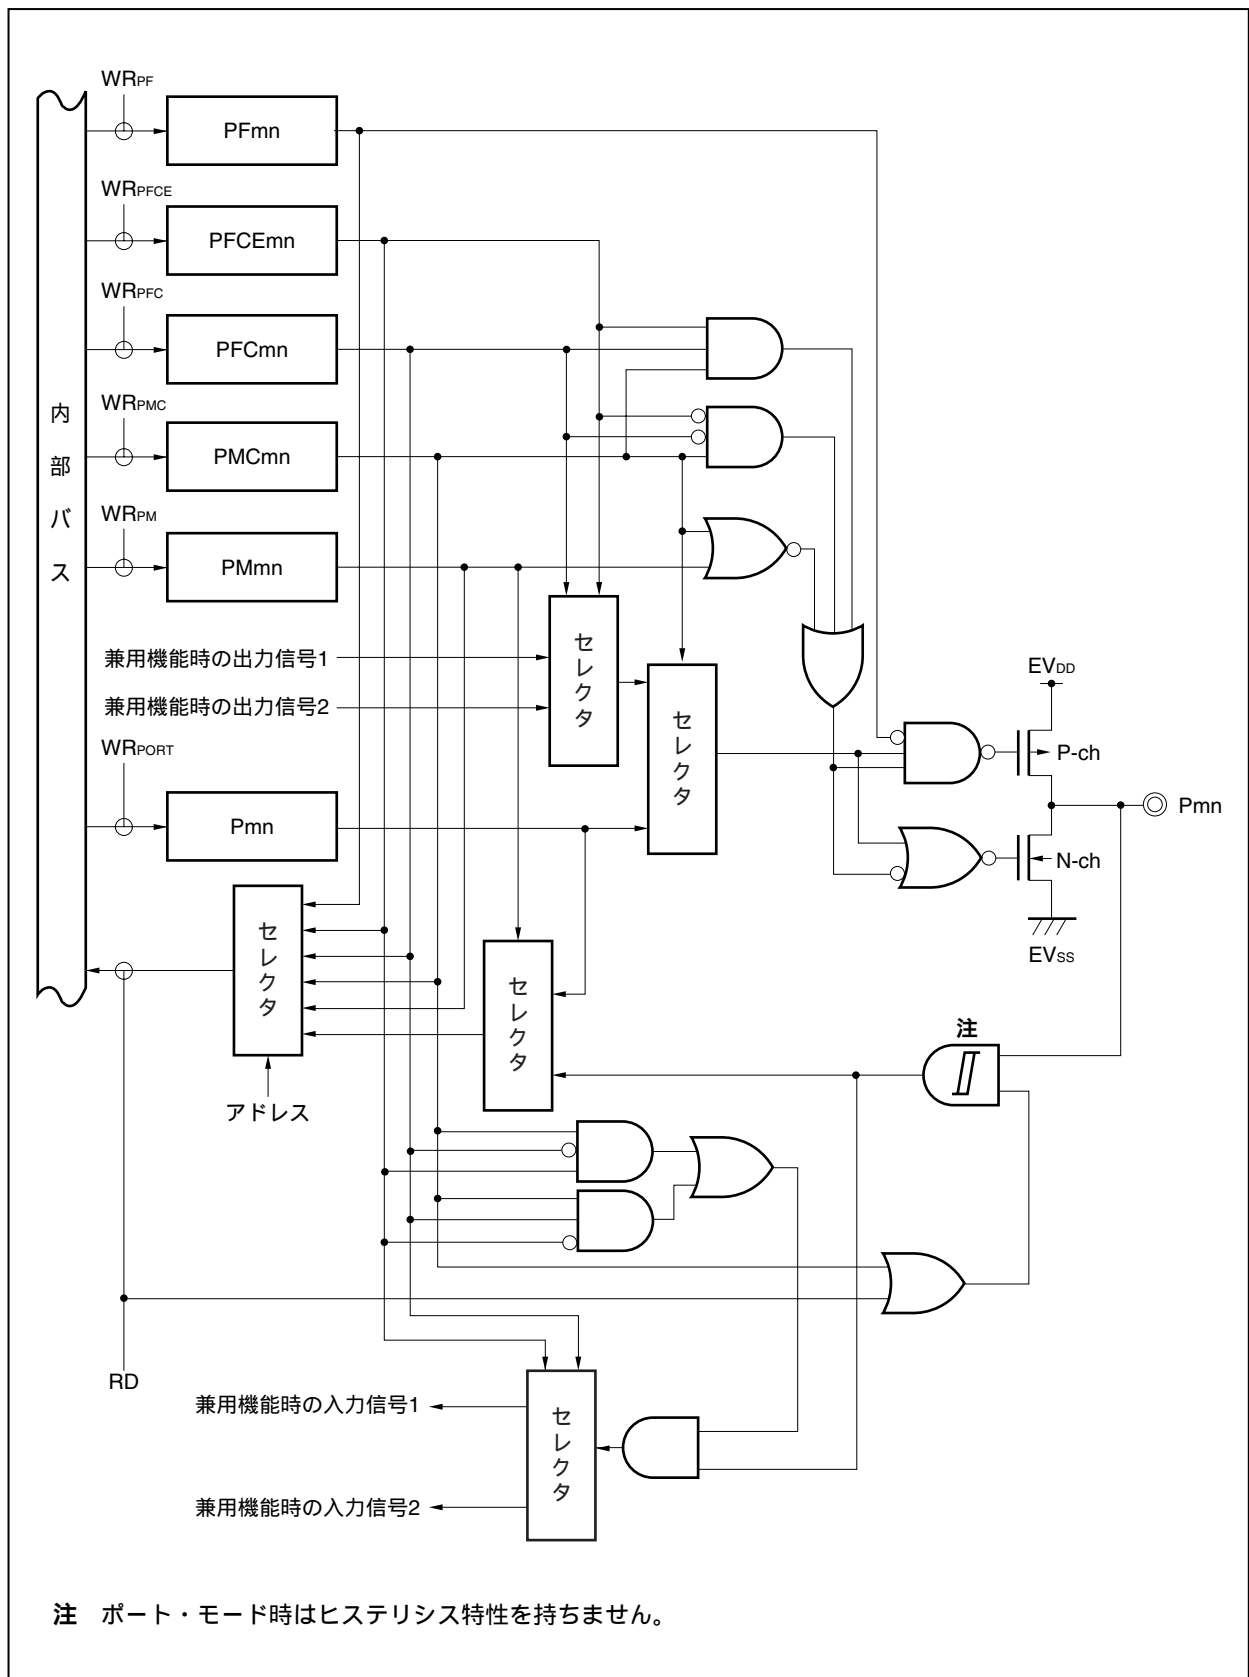 WRPF
PFmn
WRPFCE
PFCEmn
WRPFC
PFCmn
WRPMC
PMCmn
WRPM
PMmn
内部バス
兼用機能時の出力信号1
兼用機能時の出力信号2
セレクタ
セレクタ
EVDD
P-ch
Pmn
N-ch
EVSS
WRPORT
Pmn
セレクタ
セレクタ
アドレス
注
RD
兼用機能時の入力信号1
兼用機能時の入力信号2
セレクタ
注 ポート・モード時はヒステリシス特性を持ちません。